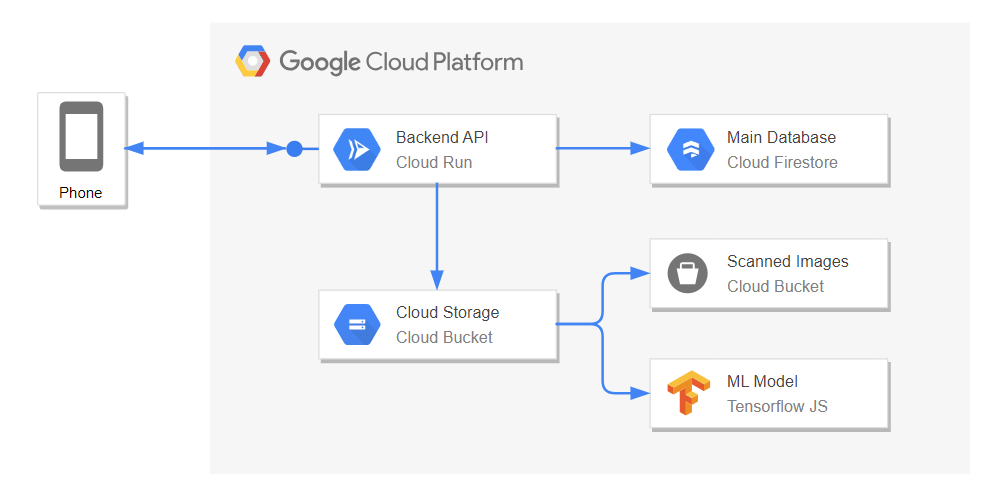 Google Cloud Platform
Phone
Backend API
Cloud Run
Main Database
Cloud Firestore
Scanned Images
Cloud Bucket
Cloud Storage
Cloud Bucket
ML Model
Tensorflow JS